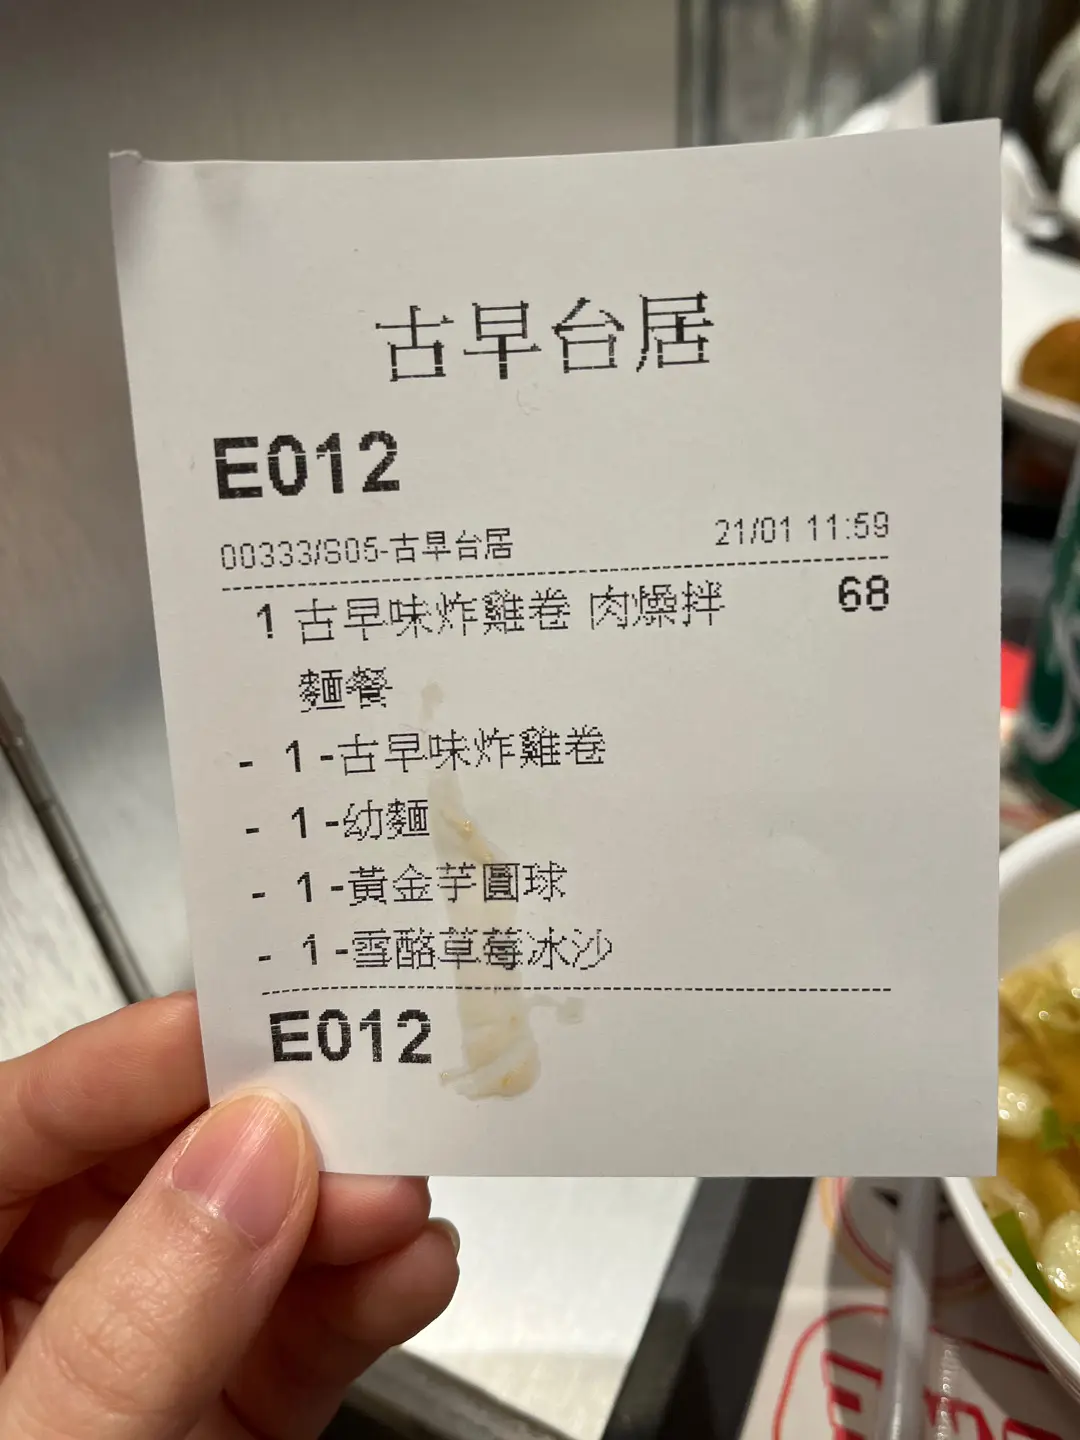 古早台居
E012
00333/S05-古早台居 21/01 11:59
1 古早味炸雞卷 肉燥拌 68
麵餐
- 1 -古早味炸雞卷
- 1 -幼麵
- 1 -黃金芋圓球
- 1 -雪酪草莓冰沙
E012